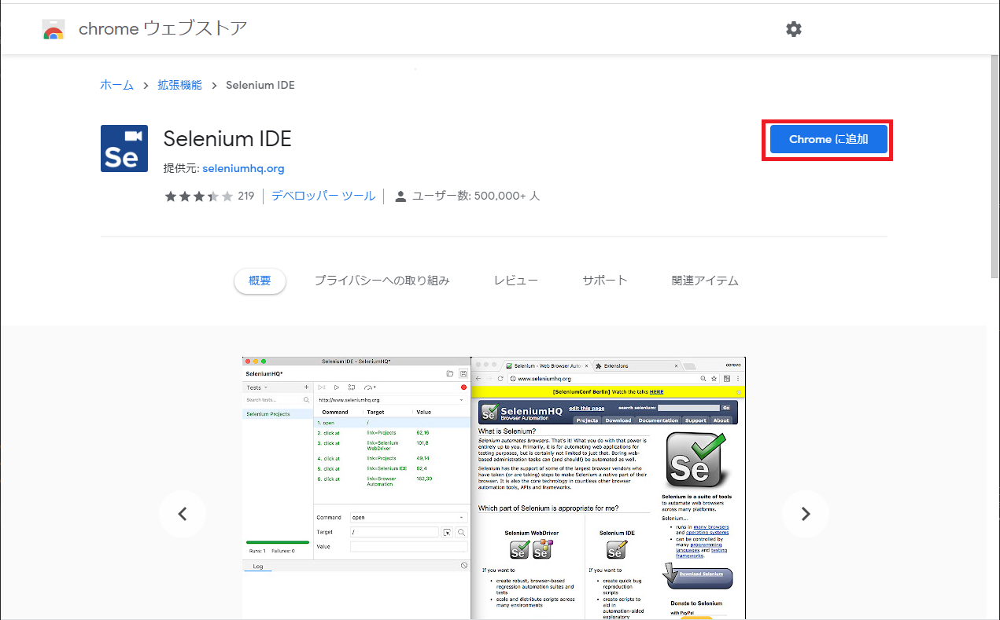 chrome ウェブストア
ホーム > 拡張機能 > Selenium IDE
Se
Selenium IDE
Chrome に追加
提供元: seleniumhq.org
219 デベロッパー ツール ユーザー数: 500,000+ 人
概要 プライバシーへの取り組み レビュー サポート 関連アイテム
Selenium IDE - SeleniumHQ*
SeleniumHQ*
Tests
Search tests...
Selenium Projects
http://www.seleniumhq.org
Command Target Value
1. open /
2. click at link=Projects 62,16
3. click at link=Selenium WebDriver 101,8
4. click at link=Projects 49,14
5. click at link=Selenium IDE 82,4
6. click at link=Browser Automation 182,30
Command open
Target /
Value
Runs: 1 Failures: 0
Log
Selenium - Web Browser Auto Extensions corevo
www.seleniumhq.org
[SeleniumConf Berlin] Watch the talks HERE
Se SeleniumHQ edit this page search selenium: Go
Browser Automation
Projects Download Documentation Support About
What is Selenium?
Selenium automates browsers. That's it! What you do with that power is
entirely up to you. Primarily, it is for automating web applications for
testing purposes, but is certainly not limited to just that. Boring web-
based administration tasks can (and should!) be automated as well.
Selenium has the support of some of the largest browser vendors who
have taken (or are taking) steps to make Selenium a native part of their
browser. It is also the core technology in countless other browser
automation tools, APIs and frameworks.
Which part of Selenium is appropriate for me?
Selenium WebDriver
Se Se
If you want to
create robust, browser-based
regression automation suites and
tests
scale and distribute scripts across
many environments
Selenium IDE
Se
If you want to
create quick bug
reproduction
scripts
create scripts to
aid in
automation-aided
exploratory
Se
Selenium is a suite of tools
to automate web browsers
across many platforms.
Selenium...
runs in many browsers
and operating systems
can be controlled by
many programming
languages and testing
frameworks.
Download Selenium
Donate to Selenium
with PayPal